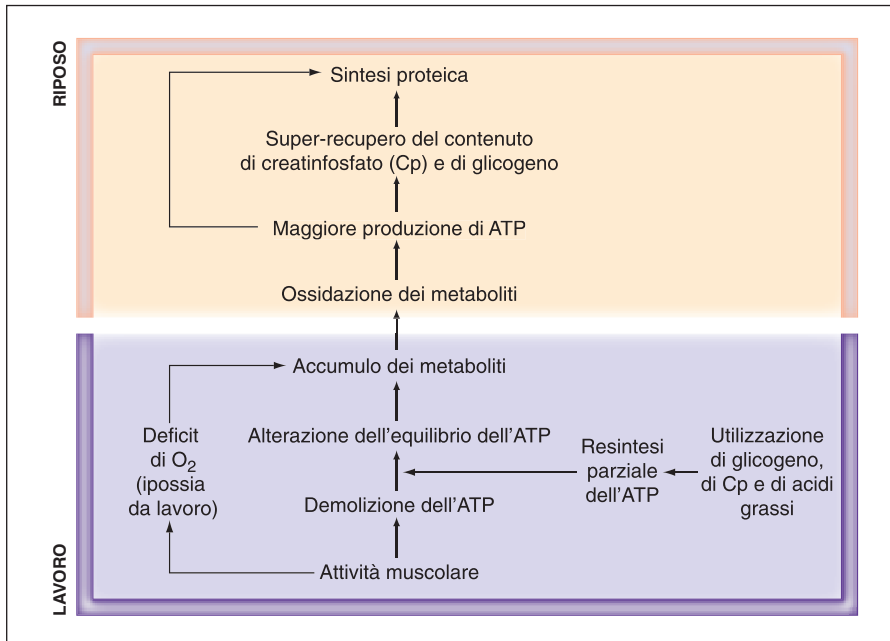 RIPOSO
Sintesi proteica
Super-recupero del contenuto
di creatinfosfato (Cp) e di glicogeno
Maggiore produzione di ATP
Ossidazione dei metaboliti
LAVORO
Accumulo dei metaboliti
Deficit
di O₂
(ipossia
da lavoro)
Alterazione dell'equilibrio dell'ATP
Resintesi
parziale
dell'ATP
Utilizzazione
di glicogeno,
di Cp e di acidi
grassi
Demolizione dell'ATP
Attività muscolare